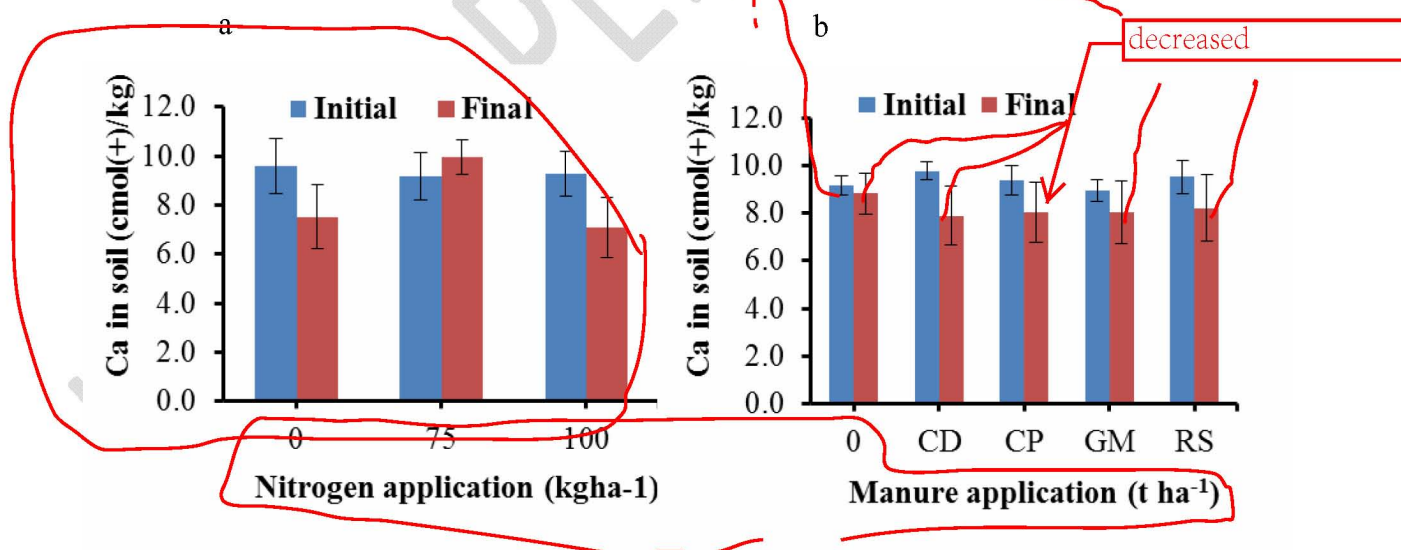 a
b
decreased
Initial Final
Initial Final
Ca in soil (cmol(+)/kg)
12.0
10.0
8.0
6.0
4.0
2.0
0.0
0 75 100
Nitrogen application (kgha-1)
Ca in soil (cmol(+)/kg)
12.0
10.0
8.0
6.0
4.0
2.0
0.0
0 CD CP GM RS
Manure application (t ha⁻¹)